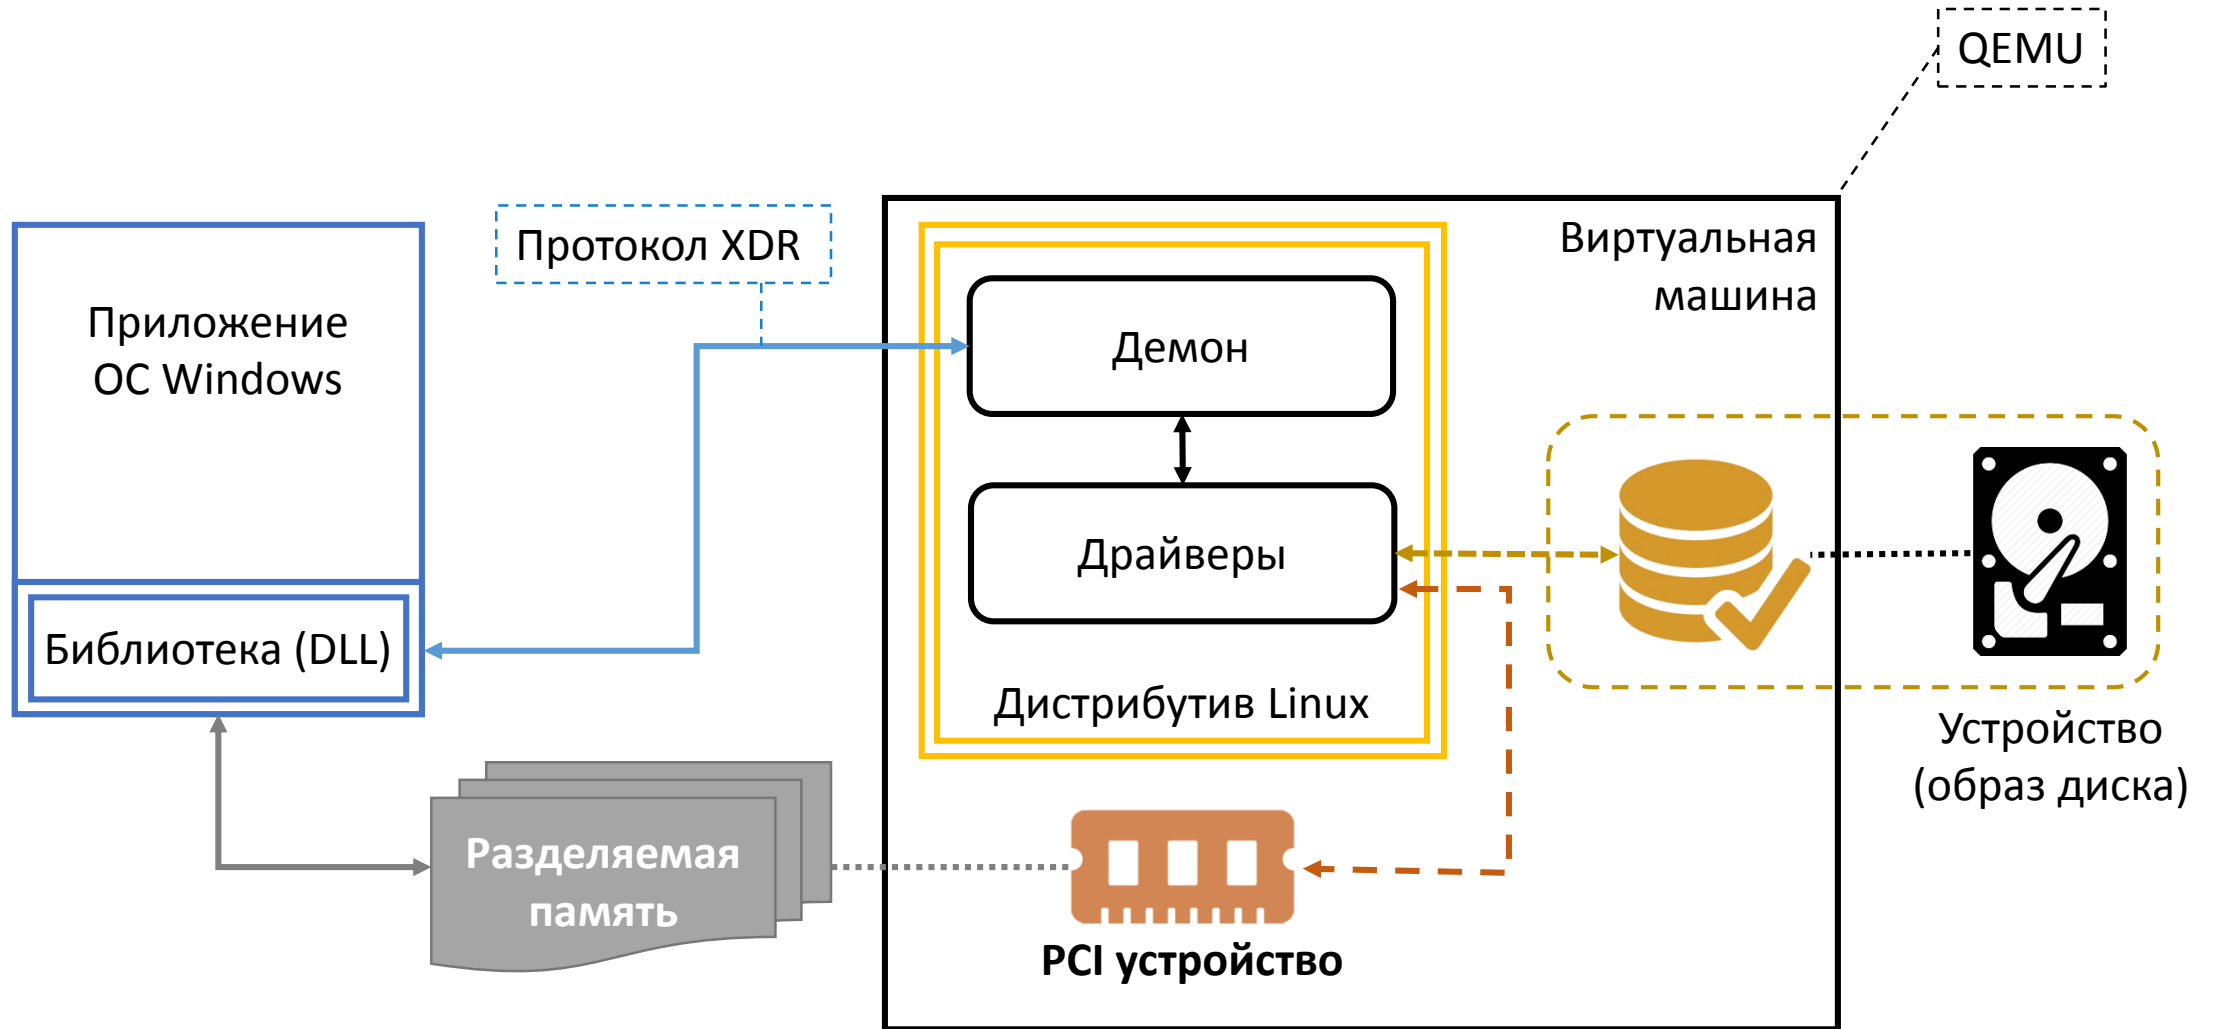 QEMU
Виртуальная
машина
Протокол XDR
Приложение
ОС Windows
Демон
Драйверы
Библиотека (DLL)
Дистрибутив Linux
Устройство
(образ диска)
Разделяемая
память
PCI устройство